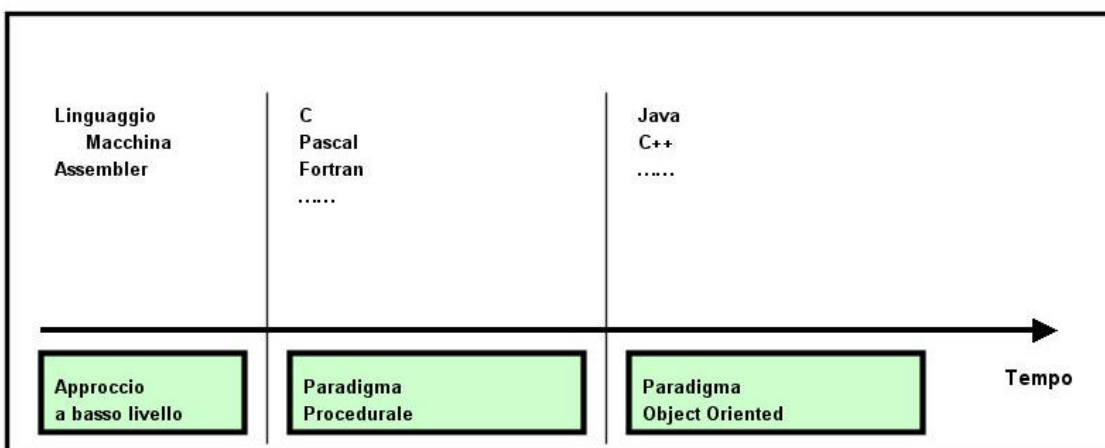 Linguaggio
Macchina
Assembler
C
Pascal
Fortran
......
Java
C++
......
Tempo
Approccio
a basso livello
Paradigma
Procedurale
Paradigma
Object Oriented